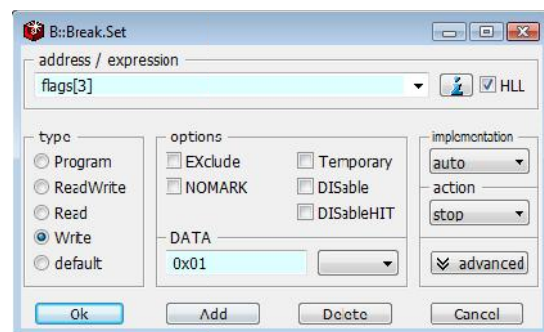 B::Break.Set
address / expression
flags[3]
HLL
type
options
implementation
Program
EXclude
Temporary
auto
ReadWrite
NOMARK
DISable
action
Read
DISableHIT
stop
Write
DATA
default
0x01
advanced
Ok
Add
Delete
Cancel